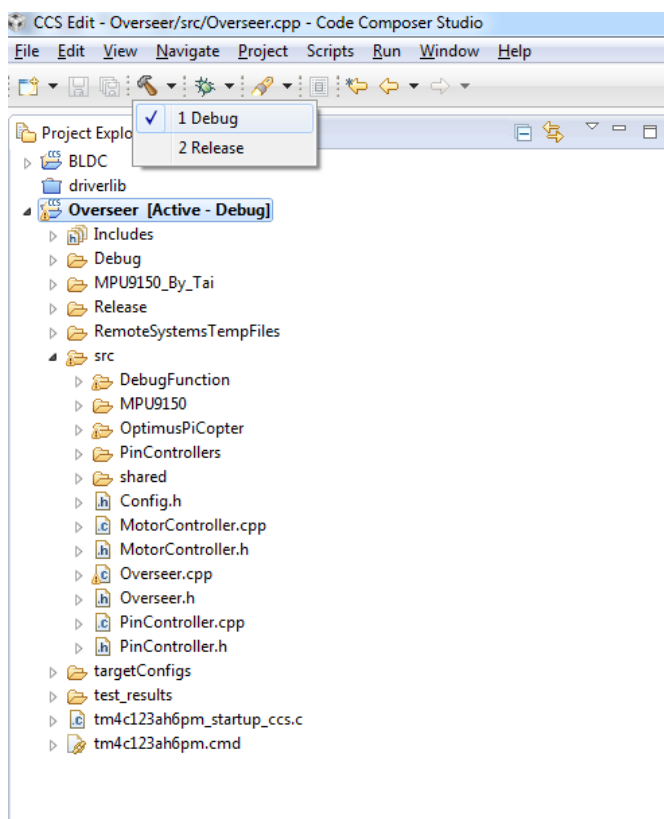 CCS Edit - Overseer/src/Overseer.cpp - Code Composer Studio
File Edit View Navigate Project Scripts Run Window Help
1 Debug
2 Release
Project Explo
BLDC
driverlib
Overseer [Active - Debug]
Includes
Debug
MPU9150_By_Tai
Release
RemoteSystemsTempFiles
src
DebugFunction
MPU9150
OptimusPiCopter
PinControllers
shared
Config.h
MotorController.cpp
MotorController.h
Overseer.cpp
Overseer.h
PinController.cpp
PinController.h
targetConfigs
test_results
tm4c123ah6pm_startup_ccs.c
tm4c123ah6pm.cmd